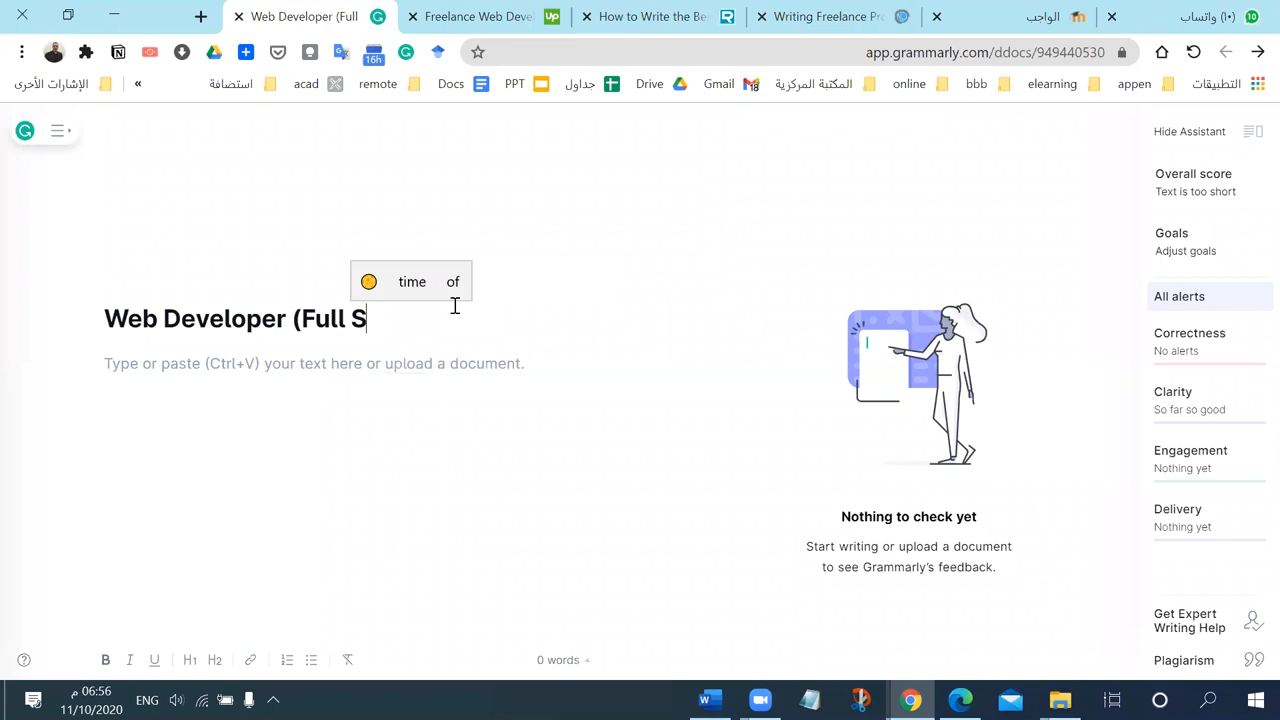 Web Developer (Full S
Freelance Web Deve
How to Write the Be
Writing Freelance Pro
الواجب
(١٠) واتساب
16h
app.grammarly.com/ddocs/949440530
التطبيقات
appen
elearning
bbb
online
المكتبة المركزية
Gmail
Drive
جداول
PPT
Docs
remote
acad
استضافة
»
الإشارات الأخرى
Hide Assistant
Overall score
Text is too short
Goals
Adjust goals
All alerts
Correctness
No alerts
Clarity
So far so good
Engagement
Nothing yet
Delivery
Nothing yet
Get Expert
Writing Help
Plagiarism
time of
Web Developer (Full S
Type or paste (Ctrl+V) your text here or upload a document.
Nothing to check yet
Start writing or upload a document
to see Grammarly's feedback.
B I U H1 H2
0 words
06:56 م
11/10/2020
ENG